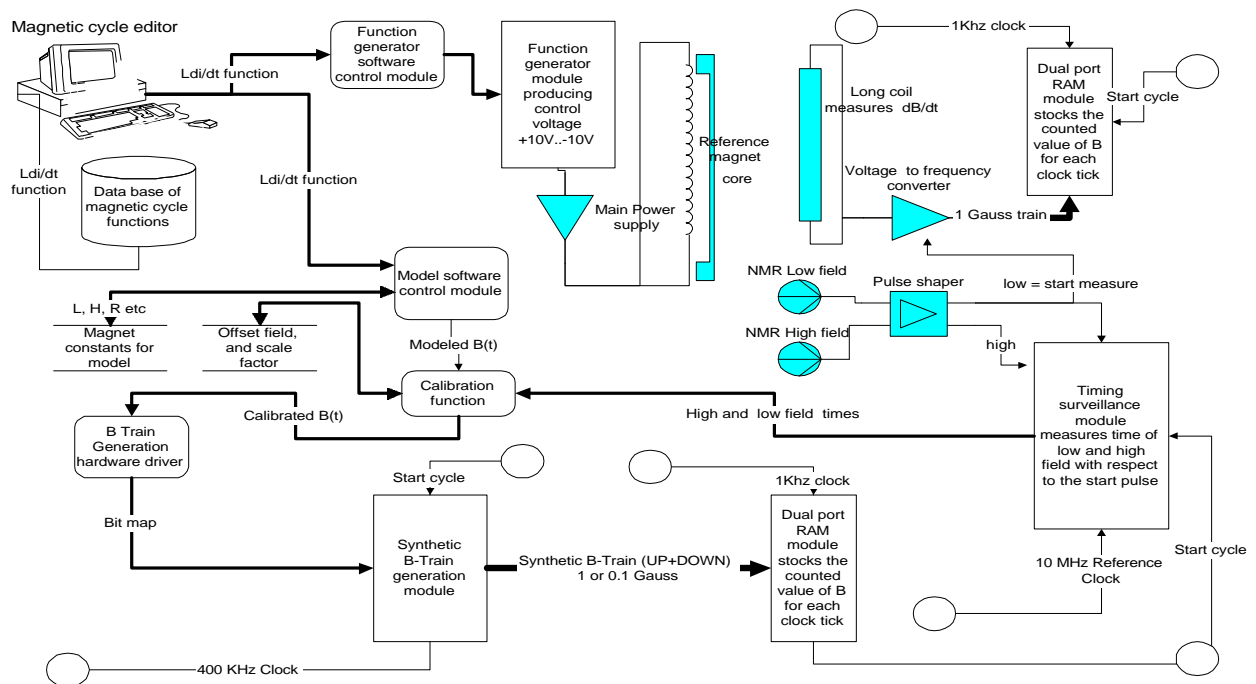 Magnetic cycle editor
Ldi/dt function
Function
generator
software
control module
Function
generator
module
producing
control
voltage
+10V..-10V
Ldi/dt
function
Data base of
magnetic cycle
functions
Ldi/dt function
Main Power
supply
Reference
magnet
core
Long coil
measures dB/dt
Voltage to frequency
converter
1 Gauss train
1Khz clock
Dual port
RAM
module
stocks the
counted
value of B
for each
clock tick
Start cycle
NMR Low field
NMR High field
Pulse shaper
low = start measure
high
Model software
control module
L, H, R etc
Magnet
constants for
model
Offset field,
and scale
factor
Modeled B(t)
Calibration
function
Calibrated B(t)
High and low field times
Timing
surveillance
module
measures time of
low and high
field with respect
to the start pulse
B Train
Generation
hardware driver
Bit map
Start cycle
Synthetic
B-Train
generation
module
Synthetic B-Train (UP+DOWN)
1 or 0.1 Gauss
1Khz clock
Dual port
RAM
module
stocks the
counted
value of B
for each
clock tick
10 MHz Reference
Clock
Start cycle
400 KHz Clock